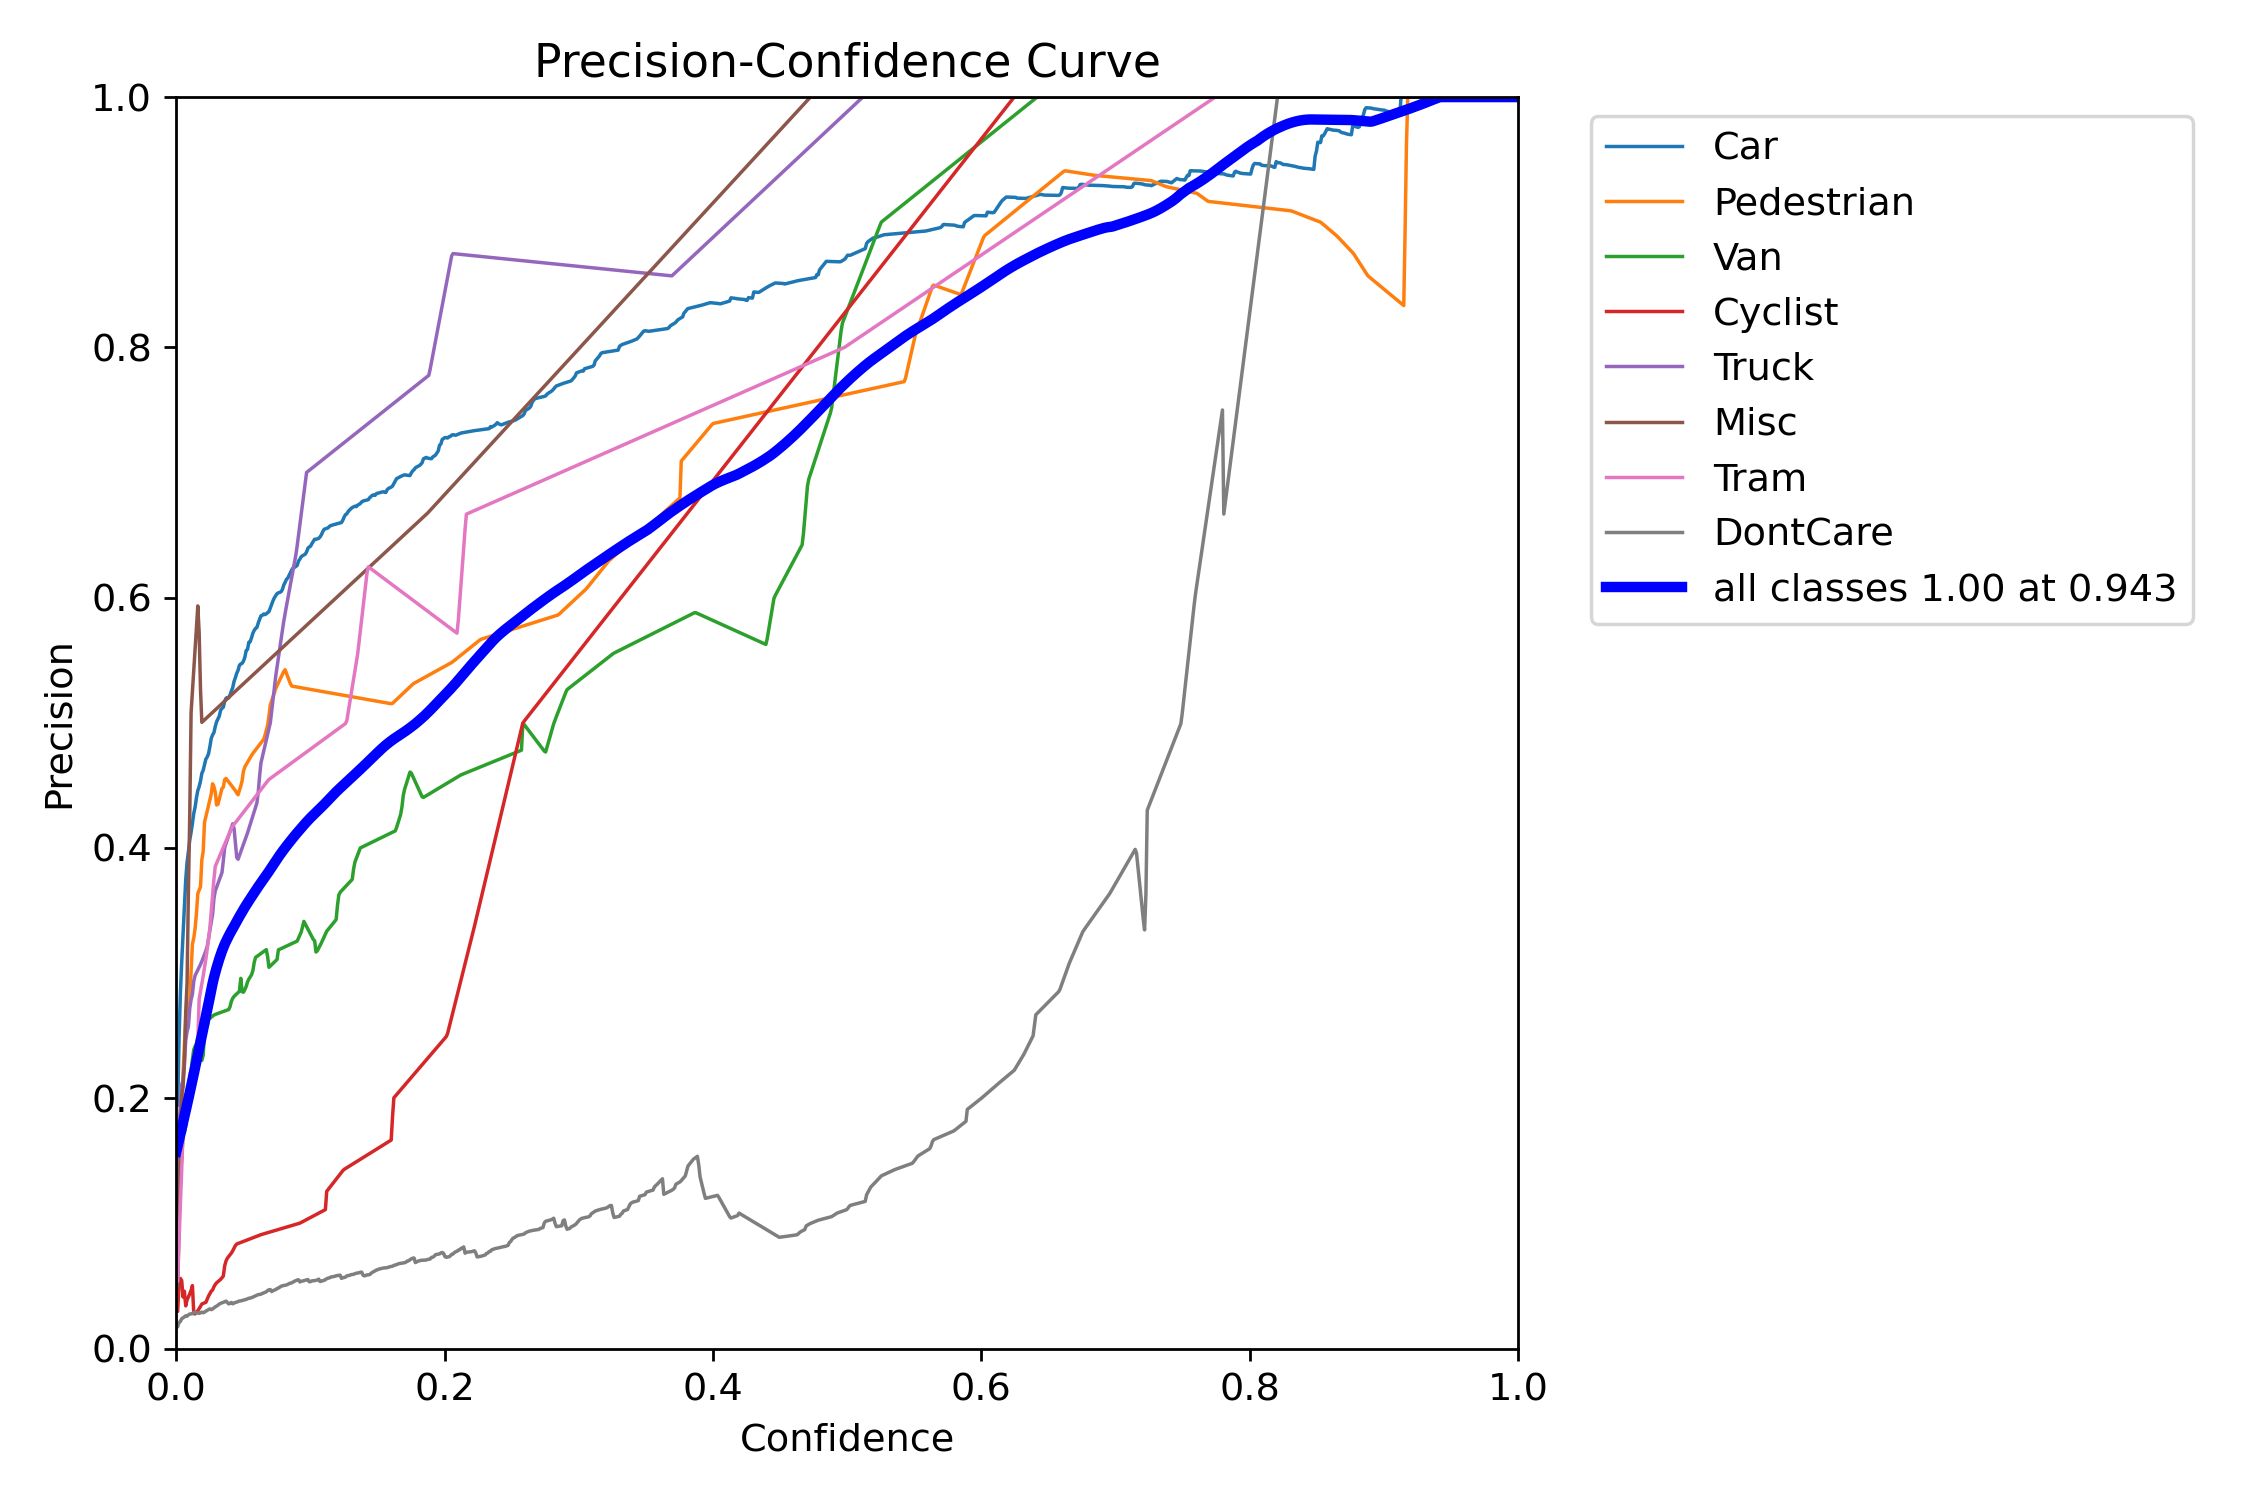 Precision-Confidence Curve
1.0
0.8
0.6
0.4
0.2
0.0
Precision
0.0 0.2 0.4 0.6 0.8 1.0
Confidence
Car
Pedestrian
Van
Cyclist
Truck
Misc
Tram
DontCare
all classes 1.00 at 0.943